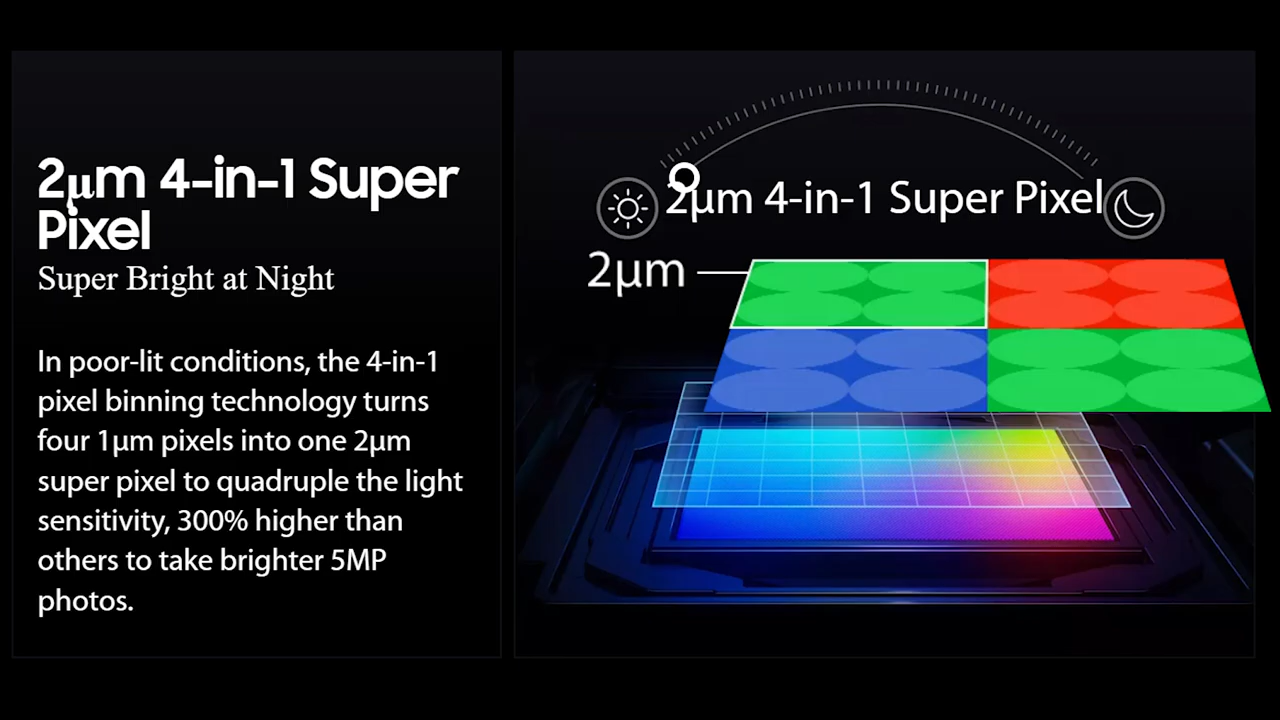 2μm 4-in-1 Super
Pixel
Super Bright at Night
In poor-lit conditions, the 4-in-1
pixel binning technology turns
four 1μm pixels into one 2μm
super pixel to quadruple the light
sensitivity, 300% higher than
others to take brighter 5MP
photos.
2μm 4-in-1 Super Pixel
2μm